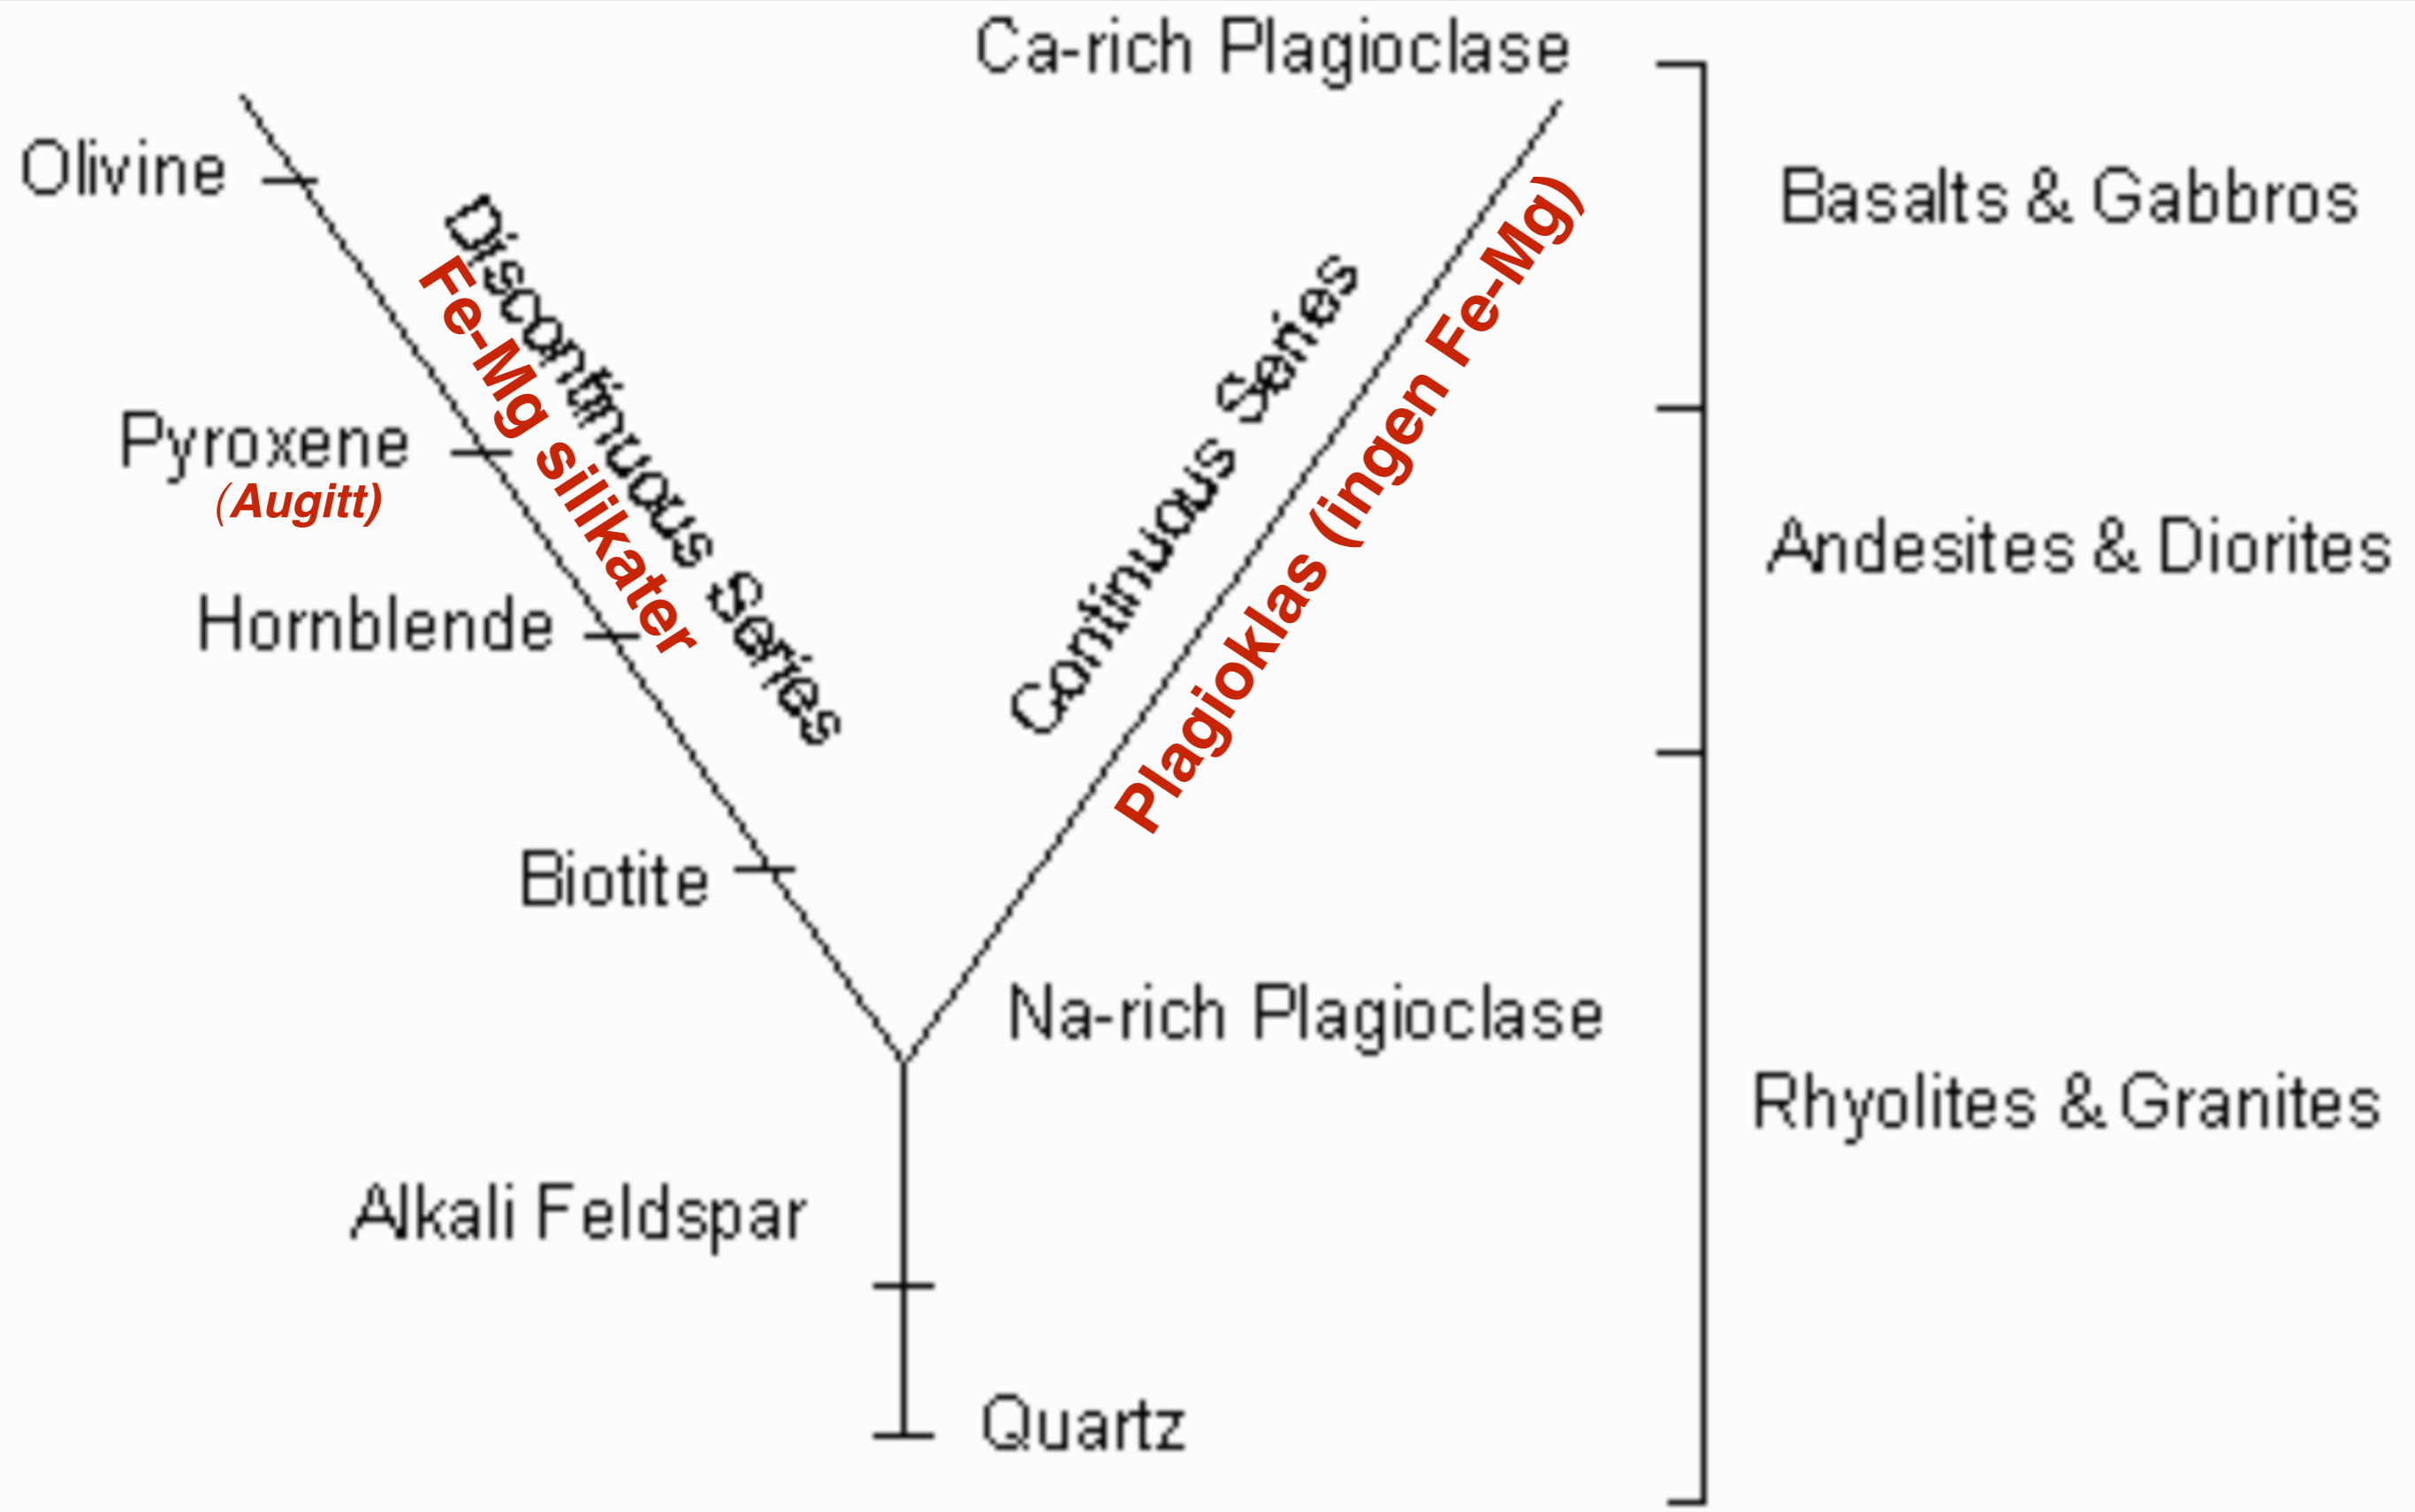 Ca-rich Plagioclase
Olivine
Discontinuous Series
Fe-Mg silikater
Continuous Series
Plagioklas (ingen Fe-Mg)
Basalts & Gabbros
Pyroxene
(Augitt)
Andesites & Diorites
Hornblende
Biotite
Na-rich Plagioclase
Rhyolites & Granites
Alkali Feldspar
Quartz